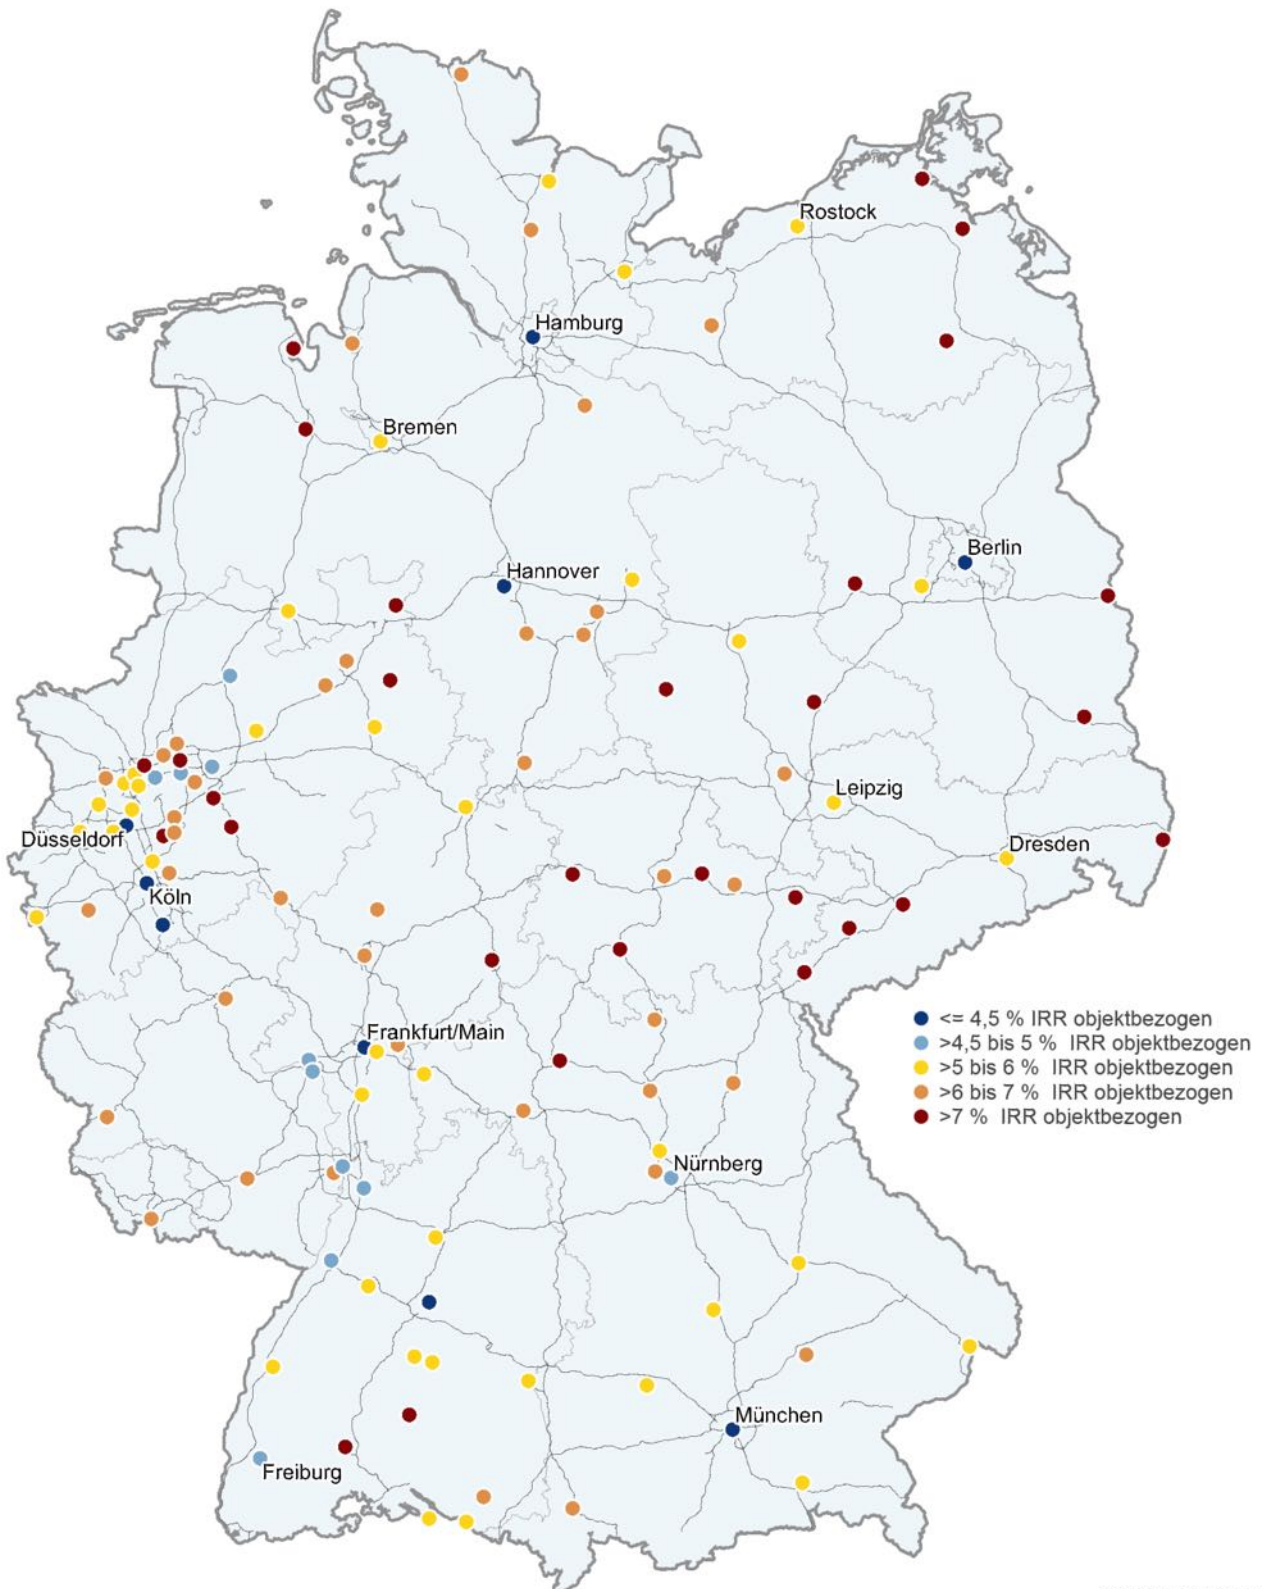 Rostock
Hamburg
Bremen
Berlin
Hannover
Leipzig
Düsseldorf
Dresden
Köln
Frankfurt/Main
<= 4,5 % IRR objektbezogen
>4,5 bis 5 % IRR objektbezogen
>5 bis 6 % IRR objektbezogen
>6 bis 7 % IRR objektbezogen
>7 % IRR objektbezogen
Nürnberg
München
Freiburg